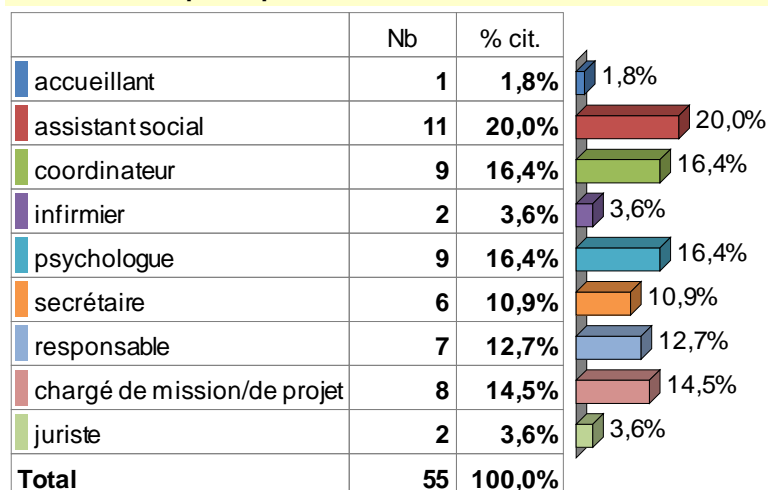 Nb % cit.
accueillant 1 1,8% 1,8%
assistant social 11 20,0% 20,0%
coordinateur 9 16,4% 16,4%
infirmier 2 3,6% 3,6%
psychologue 9 16,4% 16,4%
secrétaire 6 10,9% 10,9%
responsable 7 12,7% 12,7%
chargé de mission/de projet 8 14,5% 14,5%
juriste 2 3,6% 3,6%
Total 55 100,0%